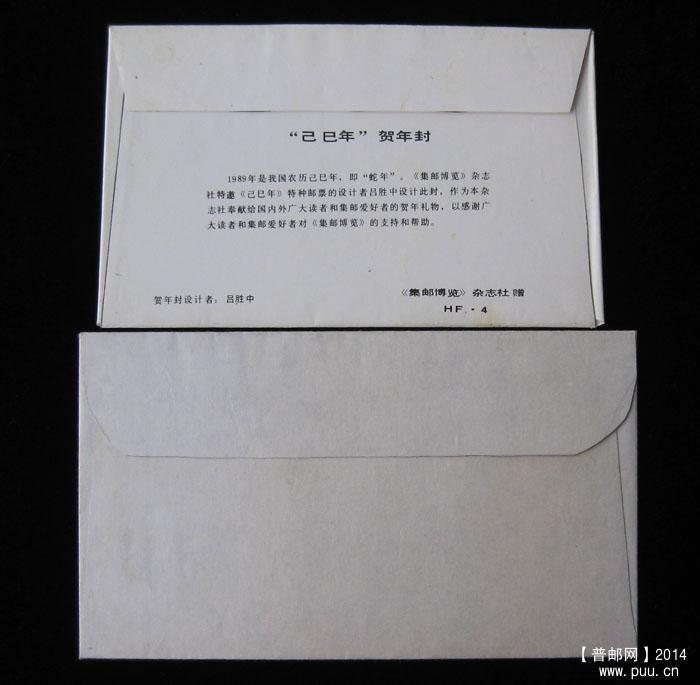 “己巳年”贺年封
1989年是我国农历己巳年，即“蛇年”。《集邮博览》杂志
社特邀《己巳年》特种邮票的设计者吕胜中设计此封，作为本杂
志社奉献给国内外广大读者和集邮爱好者的贺年礼物，以感谢广
大读者和集邮爱好者对《集邮博览》的支持和帮助。
贺年封设计者：吕胜中
《集邮博览》杂志社 赠
HF·4
【普邮网】2014
www.puu.cn